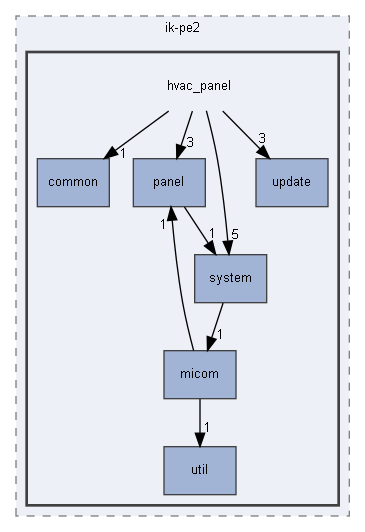 ik-pe2
hvac_panel
1
3
3
common
panel
update
1
1
5
system
1
micom
1
util